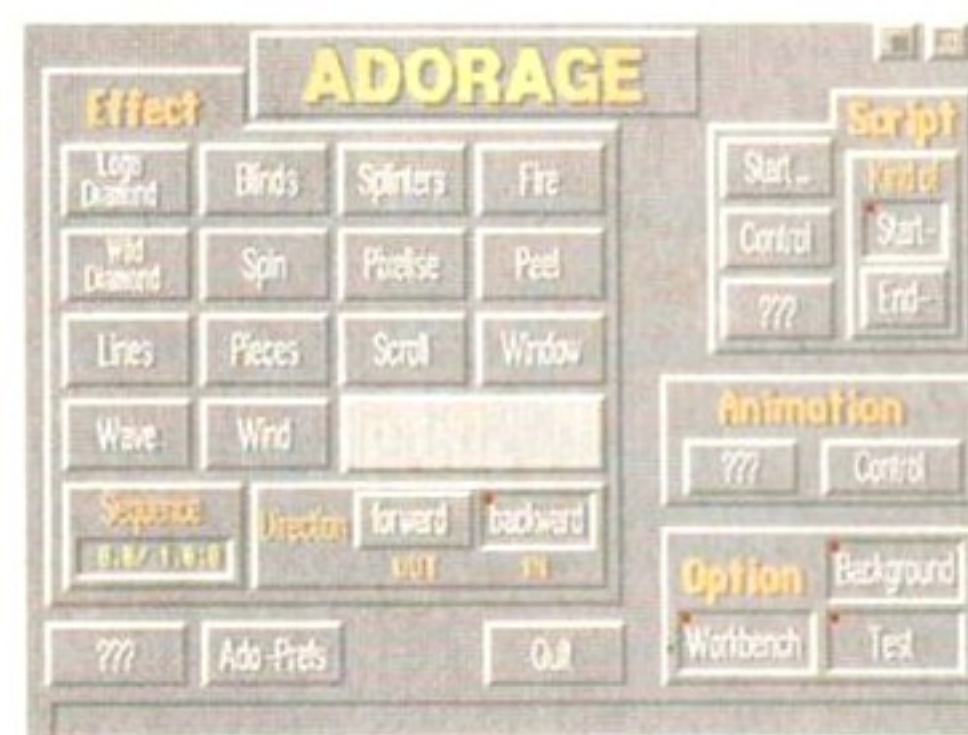 ADORAGE
Effect
Logo Diamond
Blinds
Splinters
Fire
Wild Diamond
Spin
Pixelise
Peel
Lines
Pieces
Scroll
Window
Wave
Wind
Sequence
Direction
forward
backward
OUT
IN
???
Ado-Prefs
Quit
Script
Start...
Control
???
Kind of
Start-
End--
Animation
???
Control
Option
Background
Workbench
Test